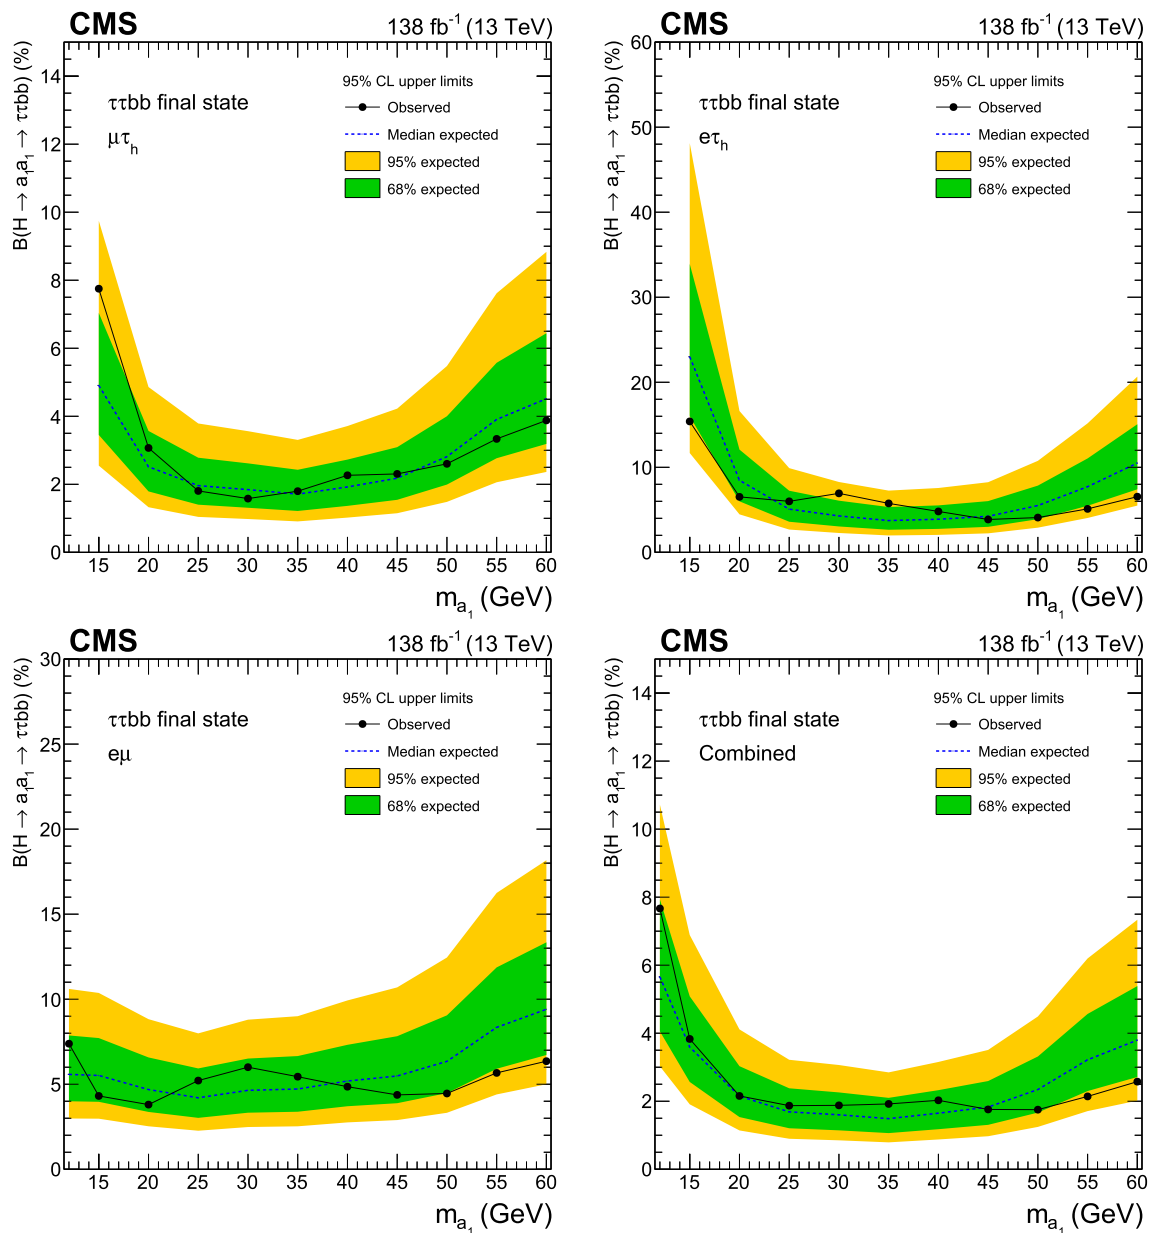 CMS 138 fb⁻¹ (13 TeV)
B(H → a₁a₁ → ττbb) (%)
ττbb final state
μτₕ
95% CL upper limits
Observed
Median expected
95% expected
68% expected
14
12
10
8
6
4
2
0
15 20 25 30 35 40 45 50 55 60
m_a₁ (GeV)
CMS 138 fb⁻¹ (13 TeV)
B(H → a₁a₁ → ττbb) (%)
ττbb final state
eτₕ
95% CL upper limits
Observed
Median expected
95% expected
68% expected
60
50
40
30
20
10
0
15 20 25 30 35 40 45 50 55 60
m_a₁ (GeV)
CMS 138 fb⁻¹ (13 TeV)
B(H → a₁a₁ → ττbb) (%)
ττbb final state
eμ
95% CL upper limits
Observed
Median expected
95% expected
68% expected
30
25
20
15
10
5
0
15 20 25 30 35 40 45 50 55 60
m_a₁ (GeV)
CMS 138 fb⁻¹ (13 TeV)
B(H → a₁a₁ → ττbb) (%)
ττbb final state
Combined
95% CL upper limits
Observed
Median expected
95% expected
68% expected
14
12
10
8
6
4
2
0
15 20 25 30 35 40 45 50 55 60
m_a₁ (GeV)